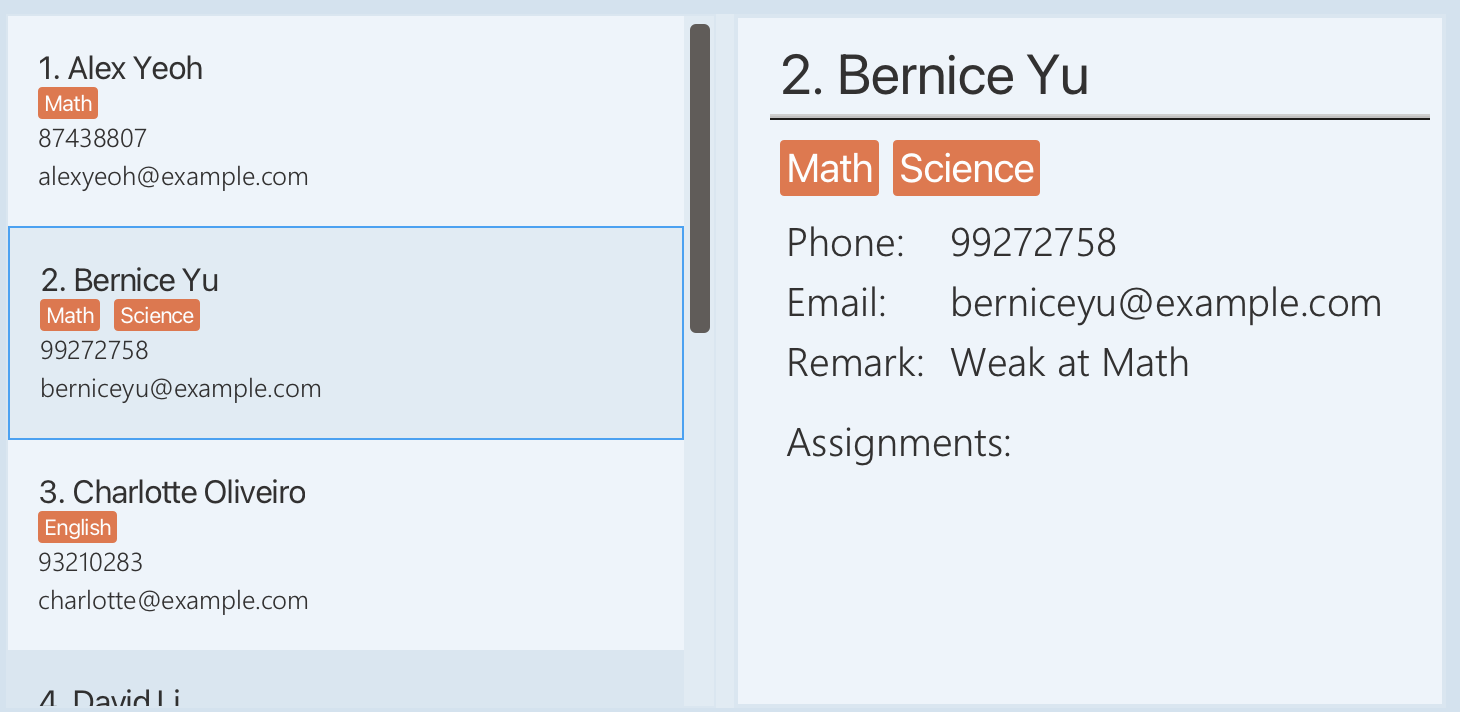 1. Alex Yeoh
Math
87438807
alexyeoh@example.com
2. Bernice Yu
Math Science
99272758
berniceyu@example.com
3. Charlotte Oliveiro
English
93210283
charlotte@example.com
4. David Li
2. Bernice Yu
Math Science
Phone: 99272758
Email: berniceyu@example.com
Remark: Weak at Math
Assignments: